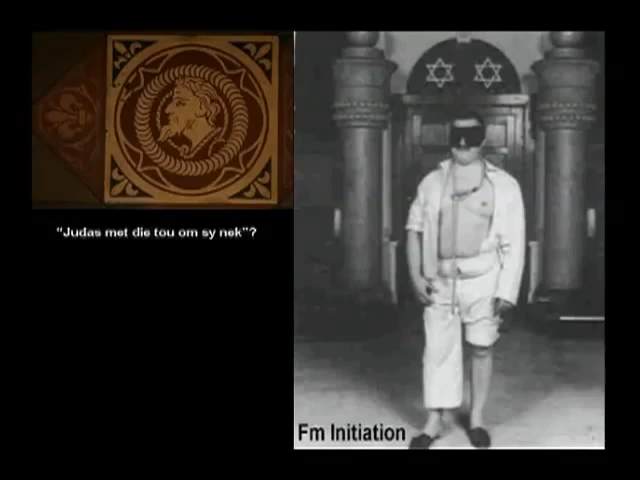 "Judas met die tou om sy nek"?
Fm Initiation